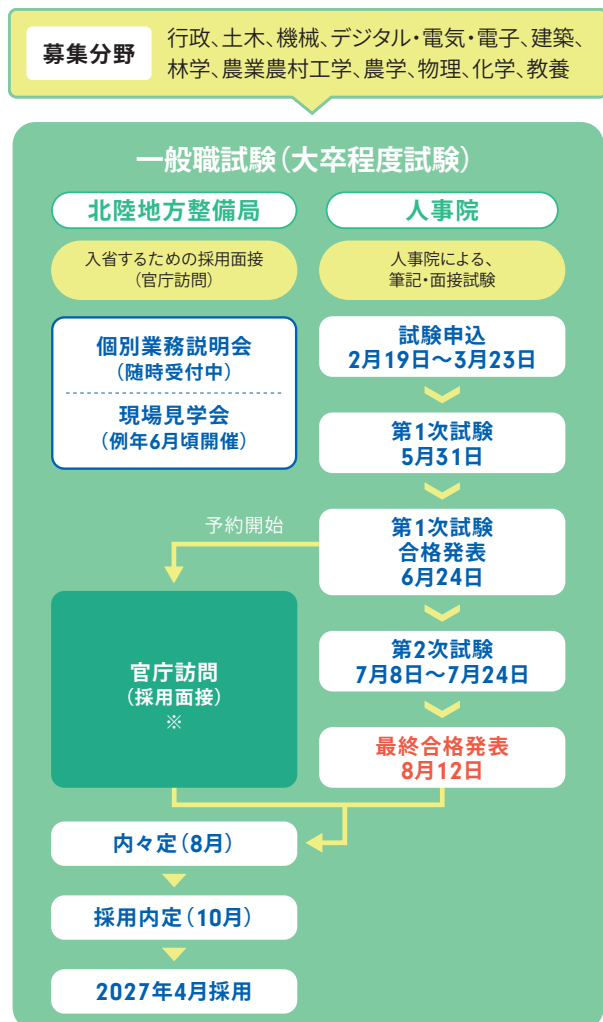 募集分野
行政、土木、機械、デジタル・電気・電子、建築、
林学、農業農村工学、農学、物理、化学、教養
一般職試験（大卒程度試験）
北陸地方整備局
入省するための採用面接
（官庁訪問）
個別業務説明会
（随時受付中）
現場見学会
（例年6月頃開催）
人事院
人事院による、
筆記・面接試験
試験申込
2月19日～3月23日
第1次試験
5月31日
第1次試験
合格発表
6月24日
予約開始
官庁訪問
（採用面接）
※
第2次試験
7月8日～7月24日
最終合格発表
8月12日
内々定（8月）
採用内定（10月）
2027年4月採用